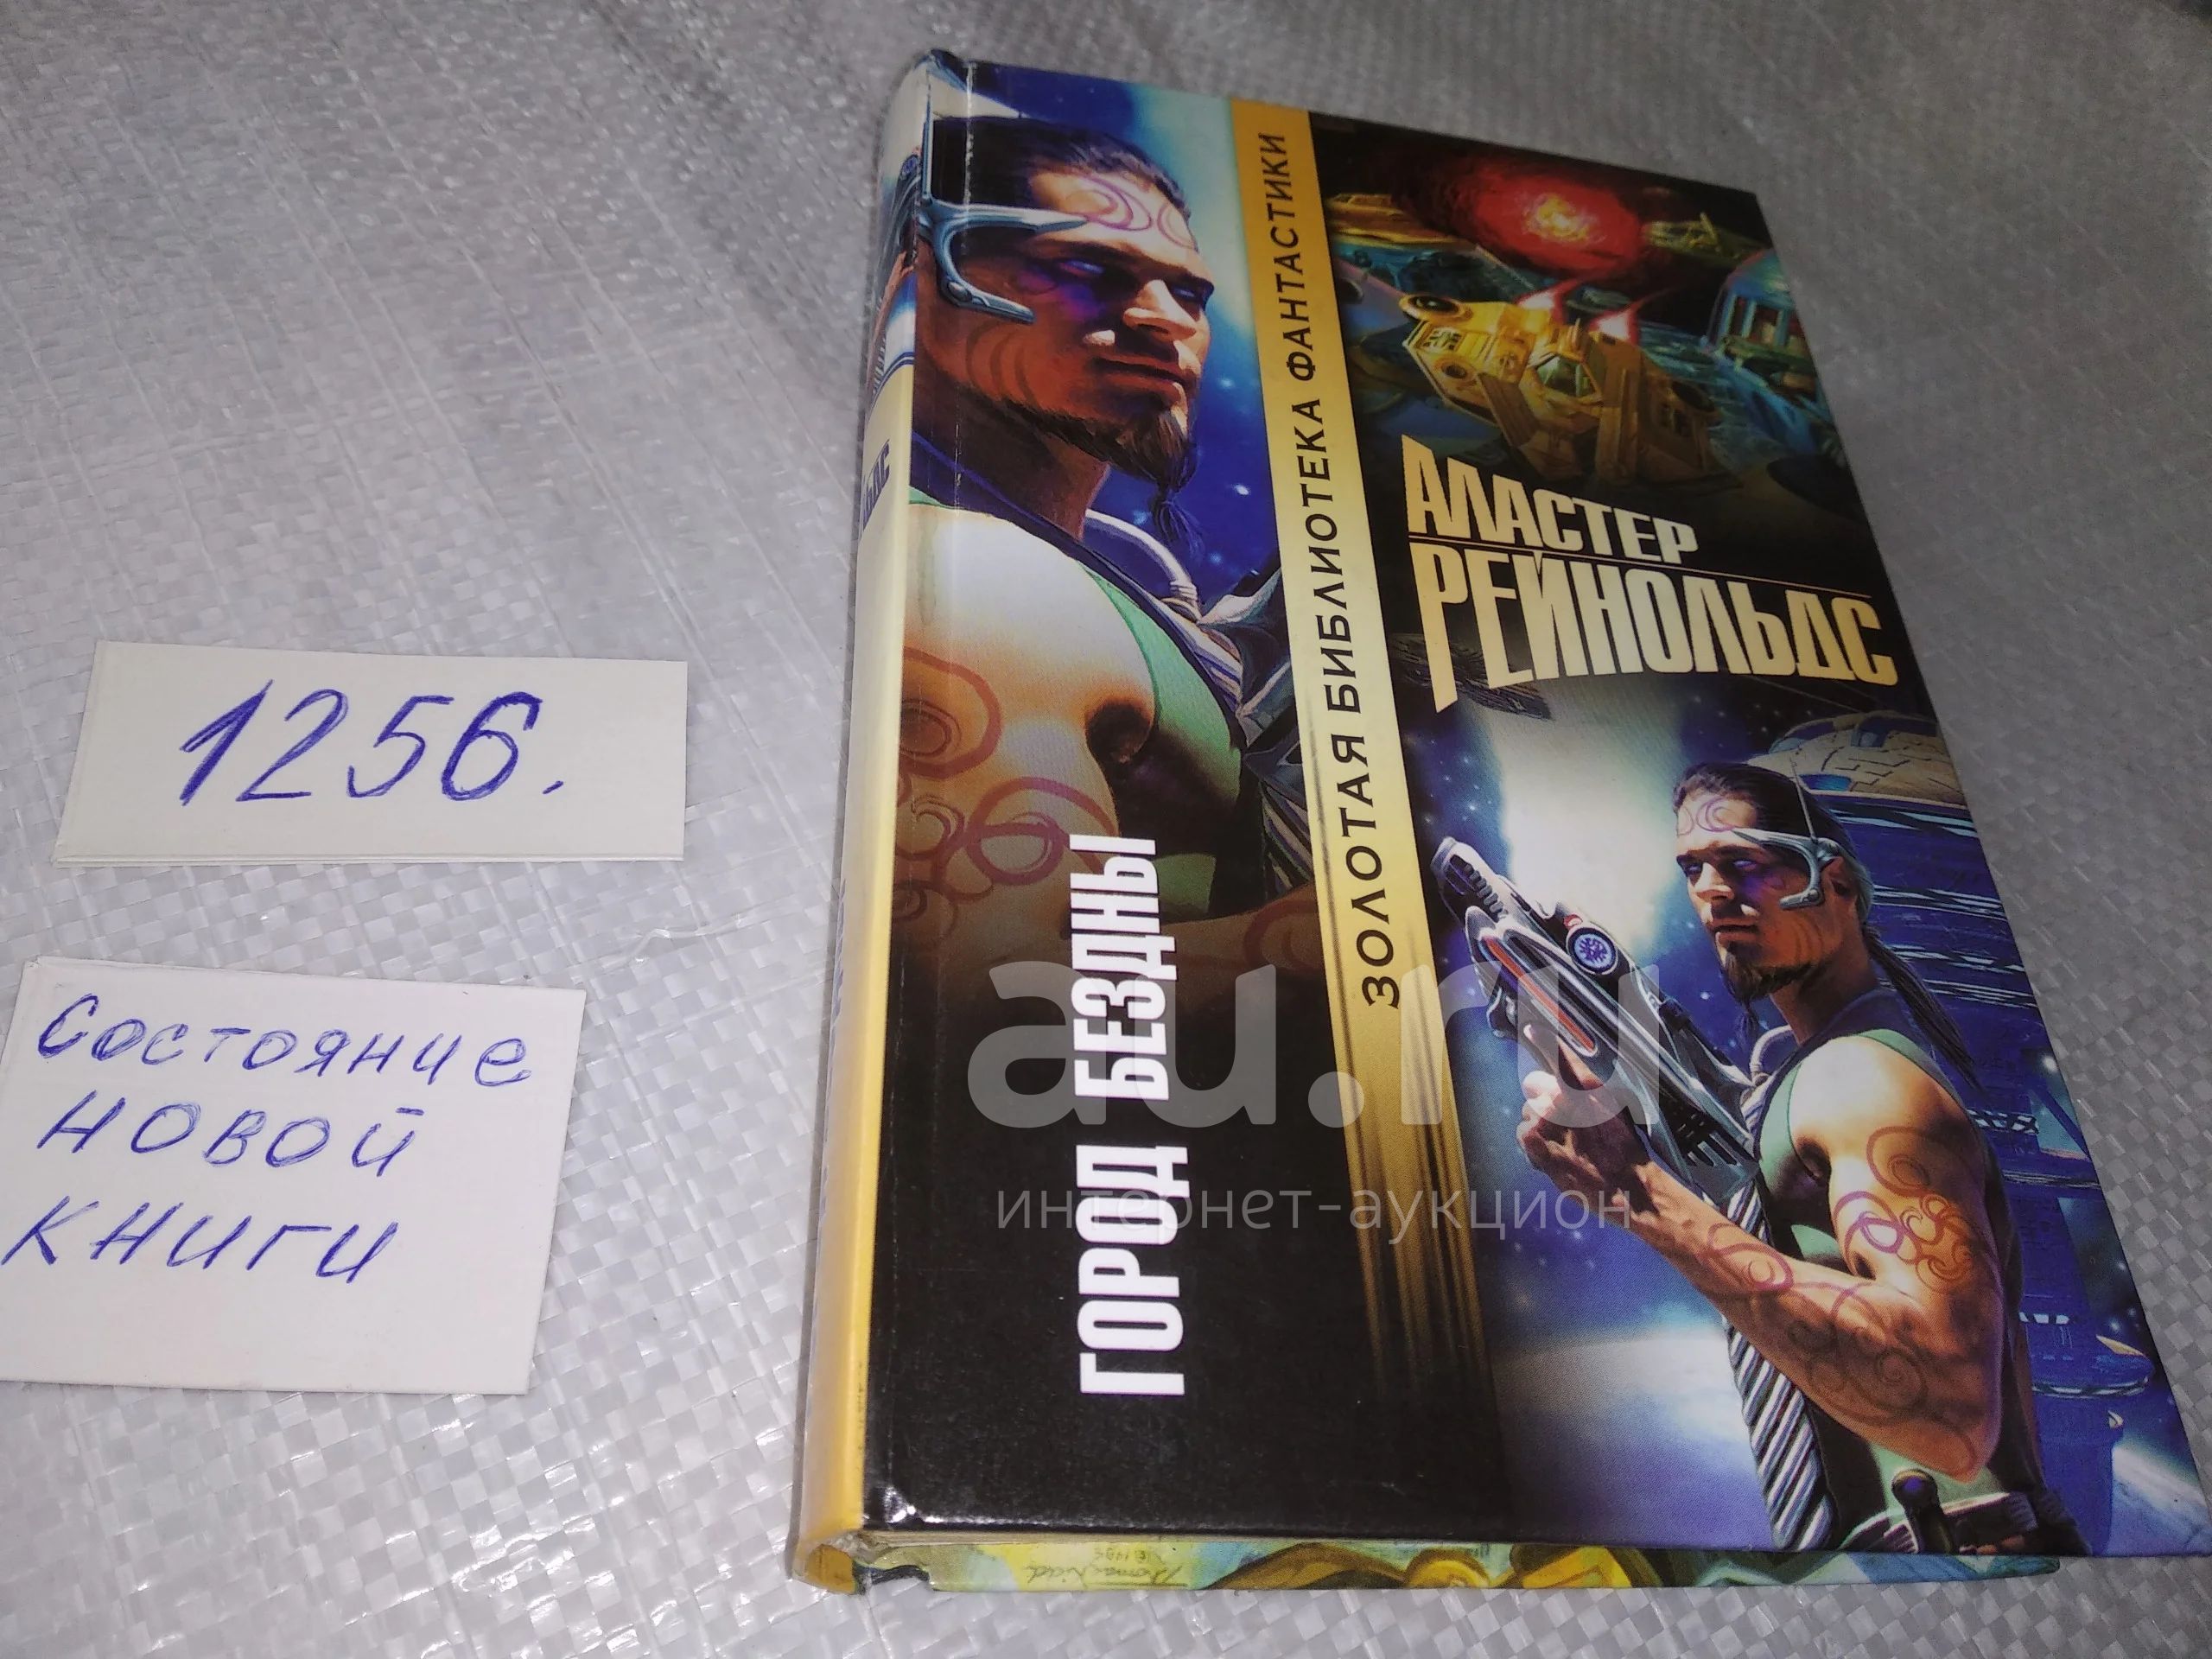 1256.
Состояние
новой
книги
ГОРОД БЕЗДНЫ
ЗОЛОТАЯ БИБЛИОТЕКА ФАНТАСТИКИ
АЛАСТЕР
РЕЙНОЛЬДС
au.ru
интернет-аукцион